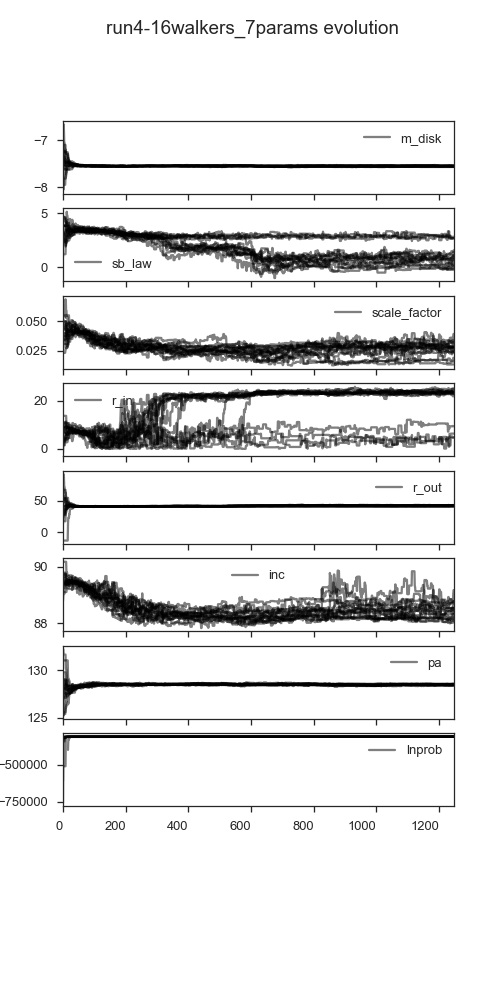 run4-16walkers_7params evolution
−7
−8
m_disk
5
0
sb_law
0.050
0.025
scale_factor
20
0
r_in
50
0
r_out
90
88
inc
130
125
pa
−500000
−750000
lnprob
0 200 400 600 800 1000 1200